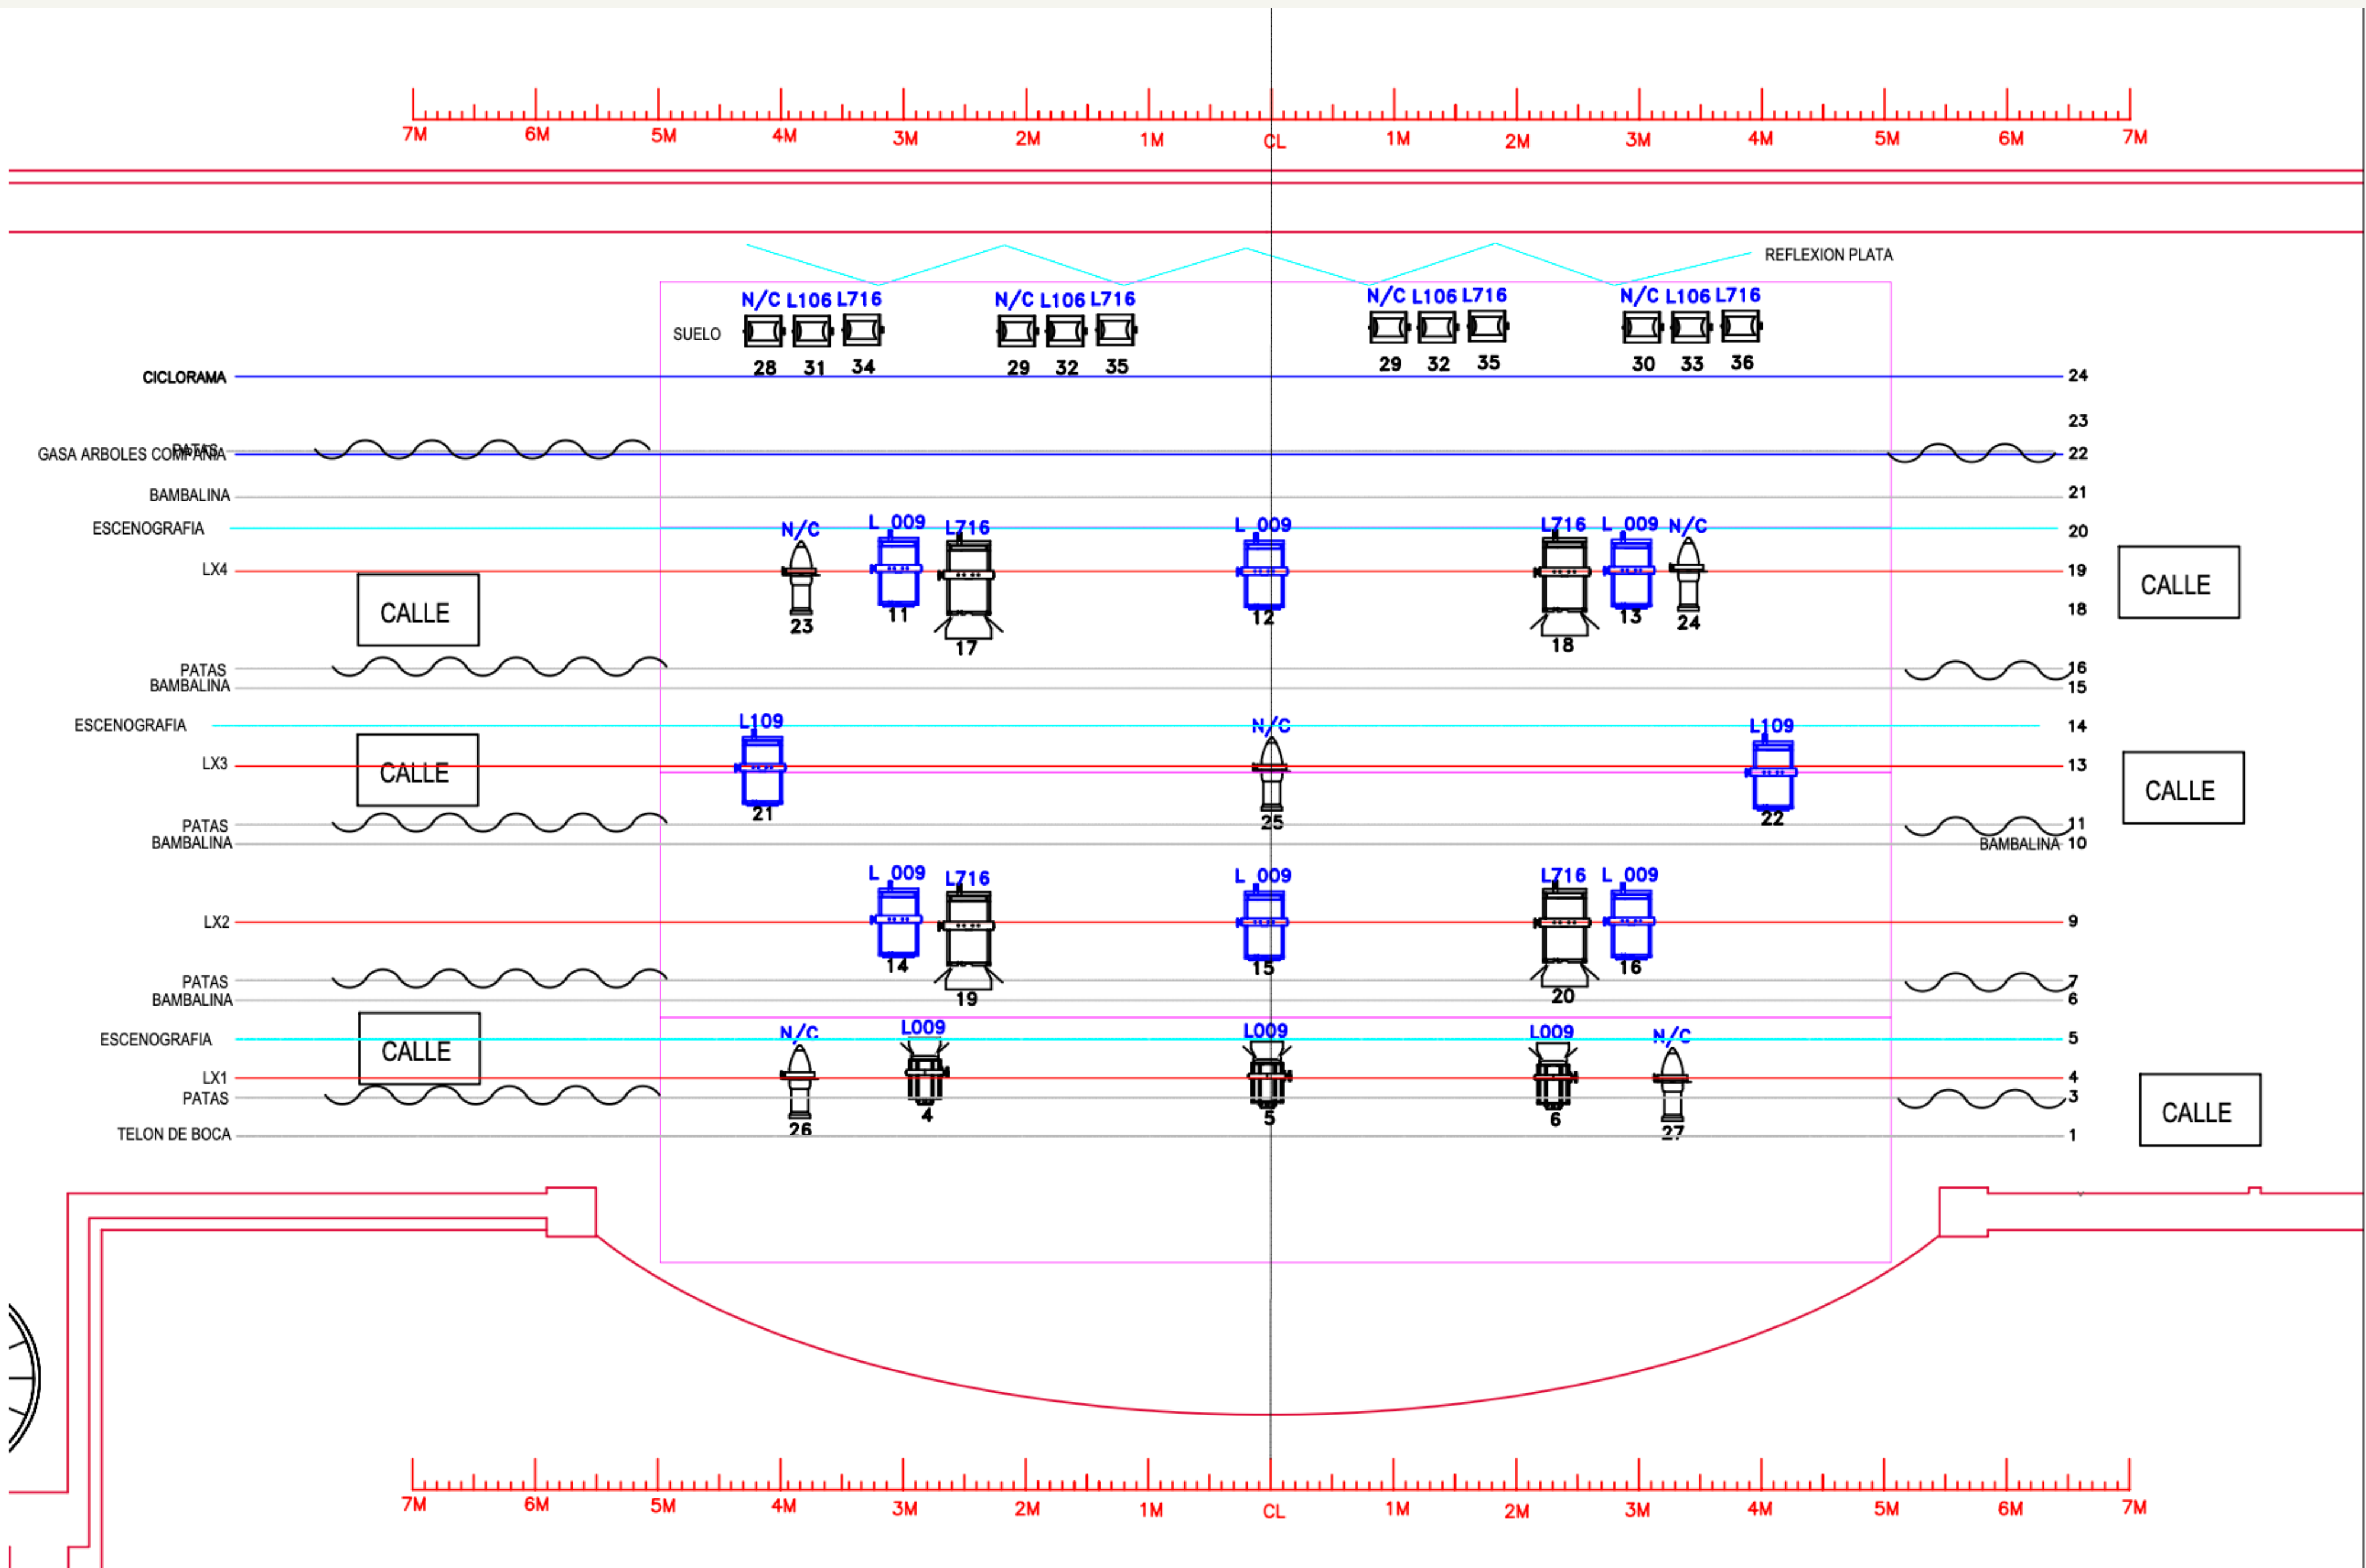 7M 6M 5M 4M 3M 2M 1M CL 1M 2M 3M 4M 5M 6M 7M
REFLEXION PLATA
N/C L106 L716 N/C L106 L716 N/C L106 L716 N/C L106 L716
SUELO
28 31 34 29 32 35 29 32 35 30 33 36
CICLORAMA 24
23
PATAS
GASA ARBOLES COMPAÑIA 22
BAMBALINA 21
N/C L 009 L716 L 009 L716 L 009 N/C
ESCENOGRAFIA 20
LX4 19
CALLE CALLE
23 11 17 12 18 13 24 18
PATAS 16
BAMBALINA 15
L109 N/C L109
ESCENOGRAFIA 14
LX3 13
CALLE CALLE
21 25 22
PATAS 11
BAMBALINA BAMBALINA 10
L 009 L716 L 009 L716 L 009
LX2 9
14 19 15 20 16
PATAS 7
BAMBALINA 6
N/C L009 L009 L009 N/C
ESCENOGRAFIA 5
CALLE
LX1 4
PATAS 3
CALLE
26 4 5 6 27
TELON DE BOCA 1
7M 6M 5M 4M 3M 2M 1M CL 1M 2M 3M 4M 5M 6M 7M